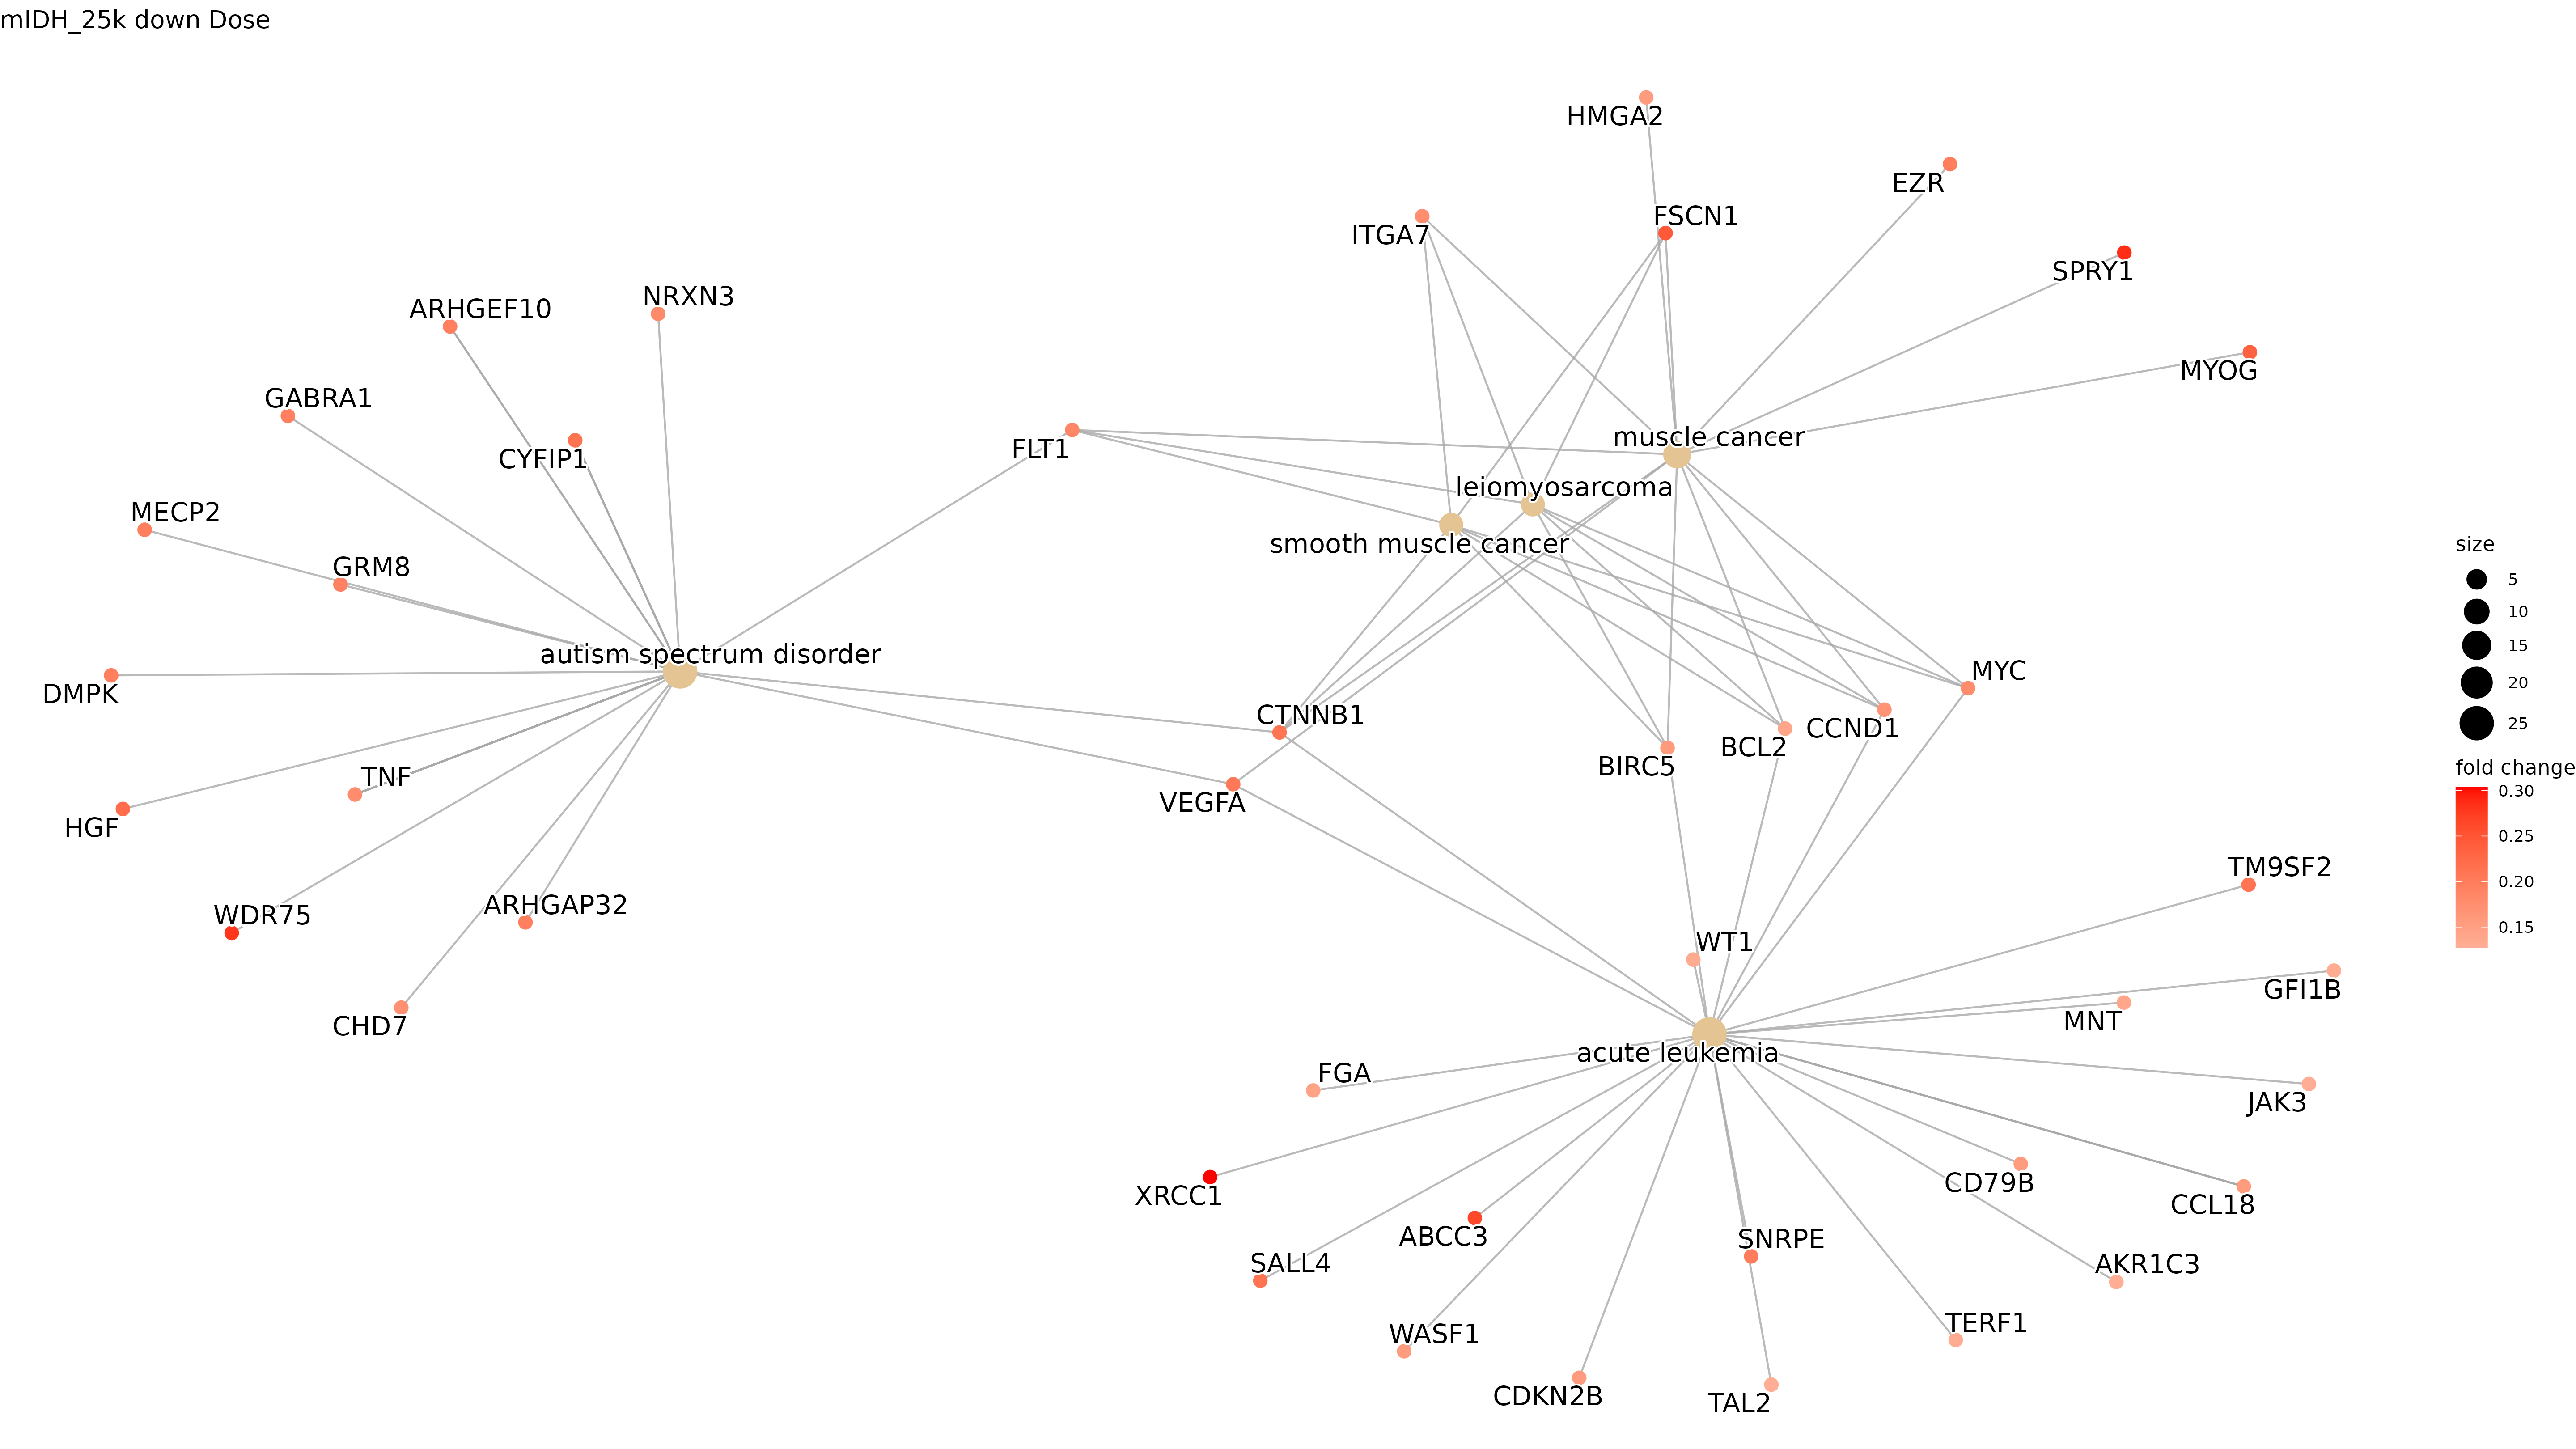 mIDH_25k down Dose
HMGA2
EZR
FSCN1
ITGA7
SPRY1
NRXN3
ARHGEF10
MYOG
GABRA1
muscle cancer
FLT1
CYFIP1
leiomyosarcoma
MECP2
smooth muscle cancer
size
GRM8
5
10
15
autism spectrum disorder
MYC
20
DMPK
CTNNB1
25
CCND1
BCL2
BIRC5
fold change
TNF
0.30
VEGFA
HGF
0.25
TM9SF2
0.20
ARHGAP32
WDR75
0.15
WT1
GFI1B
MNT
CHD7
acute leukemia
FGA
JAK3
CD79B
XRCC1
CCL18
ABCC3
SNRPE
SALL4
AKR1C3
TERF1
WASF1
CDKN2B
TAL2